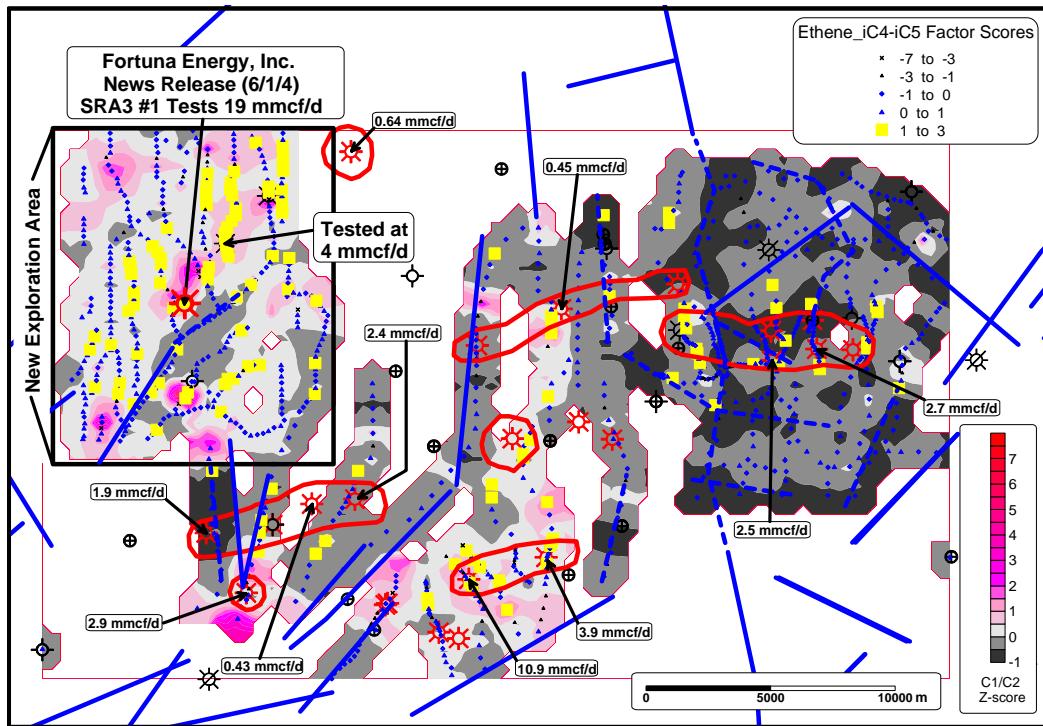 Ethene_iC4-iC5 Factor Scores
-7 to -3
-3 to -1
-1 to 0
0 to 1
1 to 3
Fortuna Energy, Inc.
News Release (6/1/4)
SRA3 #1 Tests 19 mmcf/d
0.64 mmcf/d
0.45 mmcf/d
New Exploration Area
Tested at
4 mmcf/d
2.4 mmcf/d
2.7 mmcf/d
1.9 mmcf/d
2.5 mmcf/d
2.9 mmcf/d
3.9 mmcf/d
0.43 mmcf/d
10.9 mmcf/d
7
6
5
4
3
2
1
1
0
-1
C1/C2
Z-score
0 5000 10000 m